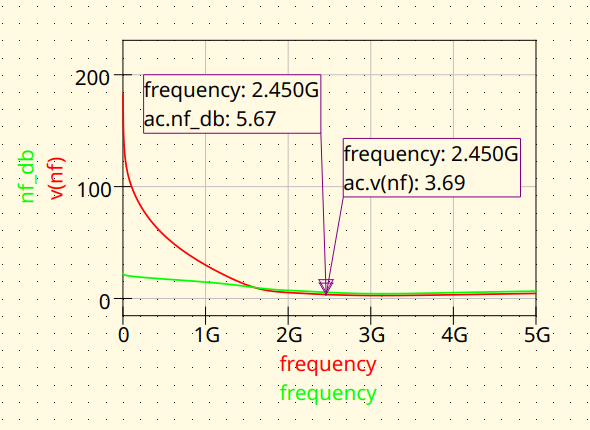 frequency: 2.450G
ac.nf_db: 5.67
frequency: 2.450G
ac.v(nf): 3.69
nf_db
v(nf)
200
100
0
0 1G 2G 3G 4G 5G
frequency
frequency